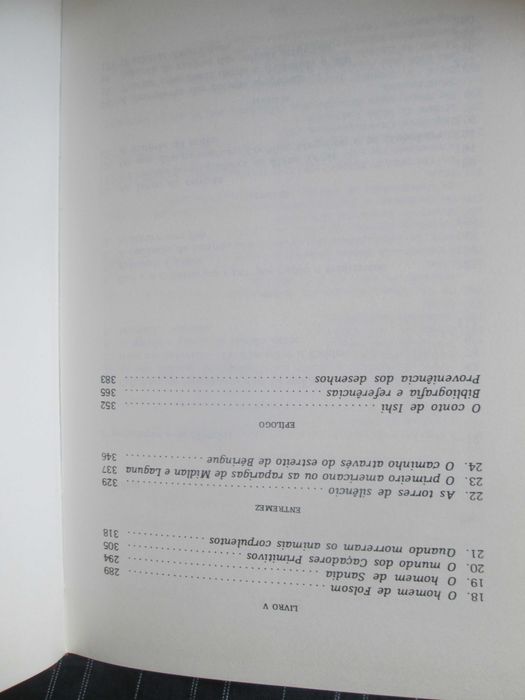 LIVRO V
18. O homem de Folsom .................... 289
19. O homem de Sandia .................... 294
20. O mundo dos Caçadores Primitivos .......... 305
21. Quando morreram os animais corpulentos .......... 318
ENTREMEZ
22. As torres de silêncio .................... 329
23. O primeiro americano ou as raparigas de Midian e Laguna 337
24. O caminho através do estreito de Béringue .......... 346
EPÍLOGO
O conto de Ishi .................... 352
Bibliografia e referências .................... 365
Proveniência dos desenhos .................... 383